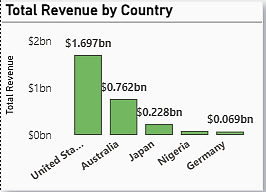 Total Revenue by Country
Total Revenue
$2bn
$1bn
$0bn
$1.697bn
$0.762bn
$0.228bn
$0.069bn
United Sta...
Australia
Japan
Nigeria
Germany